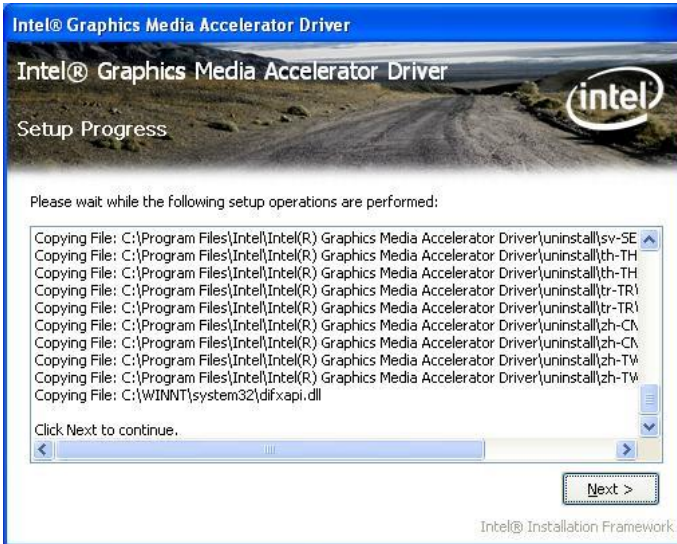 Intel® Graphics Media Accelerator Driver
Intel® Graphics Media Accelerator Driver
intel
Setup Progress
Please wait while the following setup operations are performed:
Copying File: C:\Program Files\Intel\Intel(R) Graphics Media Accelerator Driver\uninstall\sv-SE
Copying File: C:\Program Files\Intel\Intel(R) Graphics Media Accelerator Driver\uninstall\th-TH
Copying File: C:\Program Files\Intel\Intel(R) Graphics Media Accelerator Driver\uninstall\th-TH
Copying File: C:\Program Files\Intel\Intel(R) Graphics Media Accelerator Driver\uninstall\tr-TR\
Copying File: C:\Program Files\Intel\Intel(R) Graphics Media Accelerator Driver\uninstall\tr-TR\
Copying File: C:\Program Files\Intel\Intel(R) Graphics Media Accelerator Driver\uninstall\zh-CN
Copying File: C:\Program Files\Intel\Intel(R) Graphics Media Accelerator Driver\uninstall\zh-CN
Copying File: C:\Program Files\Intel\Intel(R) Graphics Media Accelerator Driver\uninstall\zh-TW
Copying File: C:\Program Files\Intel\Intel(R) Graphics Media Accelerator Driver\uninstall\zh-TW
Copying File: C:\WINNT\system32\difxapi.dll
Click Next to continue.
Next >
Intel® Installation Framework